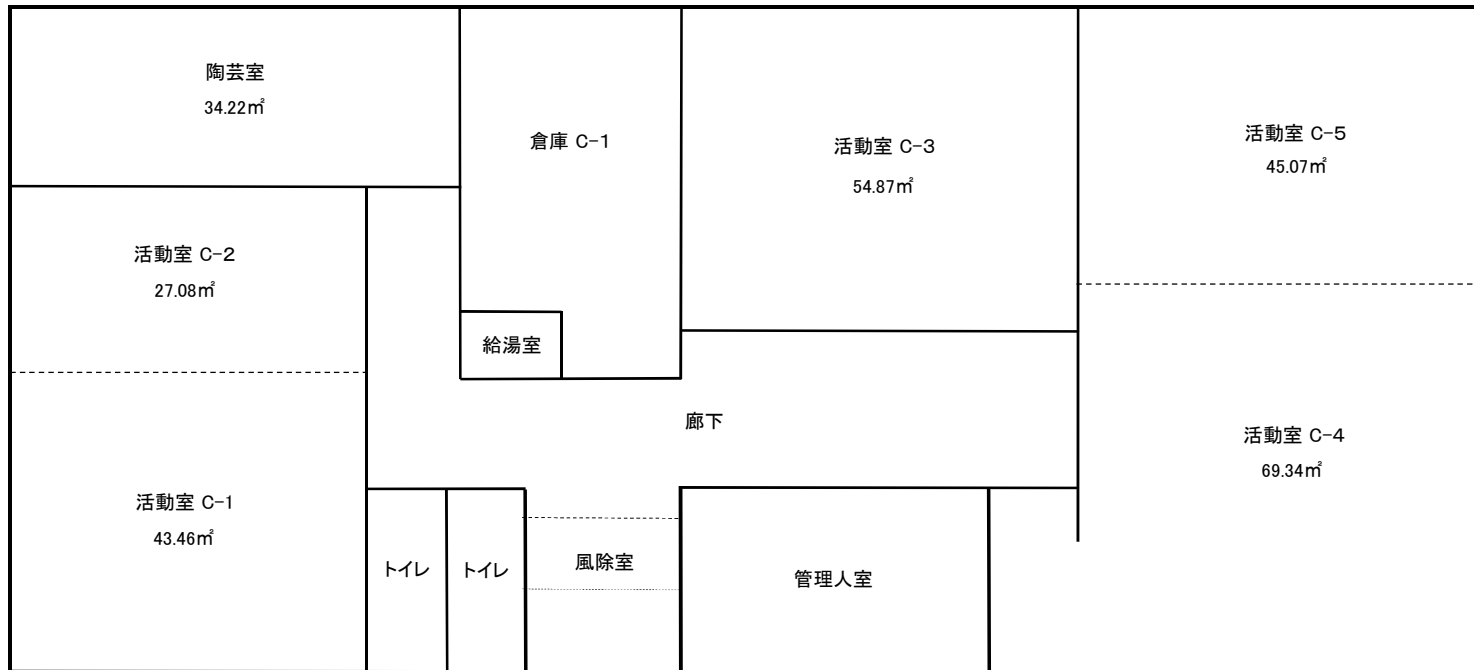 陶芸室
34.22㎡
倉庫 C-1
活動室 C-3
54.87㎡
活動室 C-5
45.07㎡
活動室 C-2
27.08㎡
給湯室
廊下
活動室 C-4
69.34㎡
活動室 C-1
43.46㎡
トイレ
トイレ
風除室
管理人室